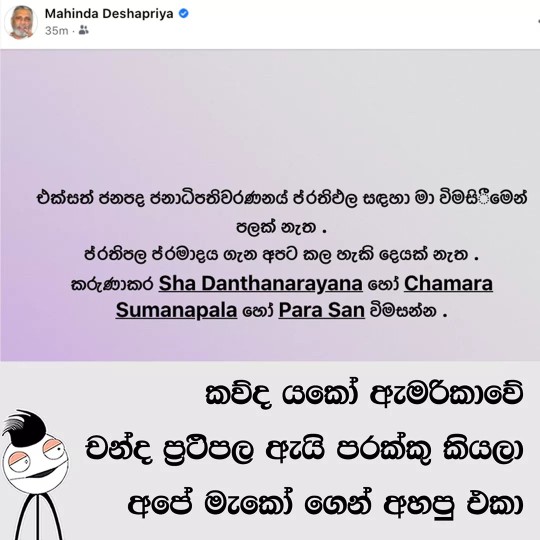 Mahinda Deshapriya
35m ·
එක්සත් ජනපද ජනාධිපතිවරණනය් ප්රතිඵල සඳහා මා විමසිීමෙන්
පලක් නැත .
ප්රතිපල ප්රමාදය ගැන අපට කල හැකි දෙයක් නැත .
කරුණාකර Sha Danthanarayana හෝ Chamara
Sumanapala හෝ Para San විමසන්න .
කව්ද යකෝ ඇමරිකාවේ
චන්ද ප්‍රථිපල ඇයි පරක්කු කියලා
අපේ මැකෝ ගෙන් අහපු එකා